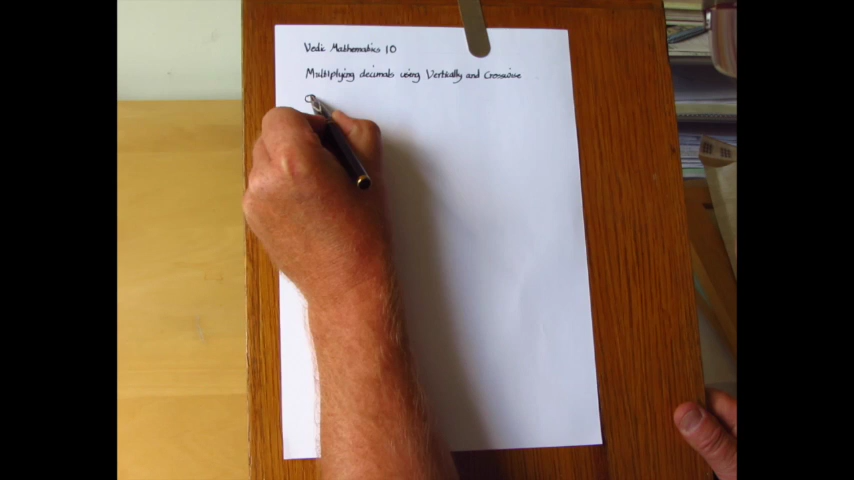 Vedic Mathematics 10
Multiplying decimals using Vertically and Crosswise